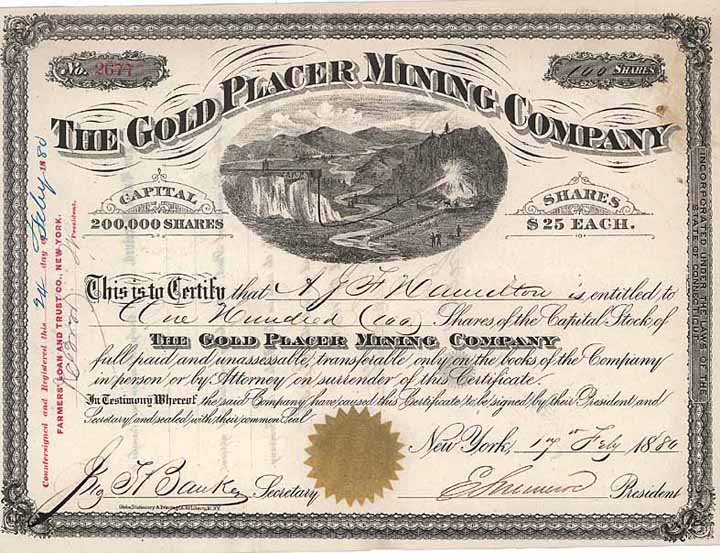 No. 2677
100 SHARES
THE GOLD PLACER MINING COMPANY
CAPITAL
200,000 SHARES
SHARES
$25 EACH.
This is to Certify that A J F Hamilton is entitled to
One Hundred (100) Shares of the Capital Stock of
THE GOLD PLACER MINING COMPANY
full paid and unassessable, transferable only on the books of the Company
in person or by Attorney on surrender of this Certificate.
In Testimony Whereof, the said Company have caused this Certificate to be signed by their President and
Secretary and sealed with their common Seal
New York, 17 Feby 1880
Secretary
President
Countersigned and Registered this 24 day of Feby 1880
FARMERS' LOAN AND TRUST CO., NEW YORK.
President.
INCORPORATED UNDER THE LAW OF THE
STATE OF CONNECTICUT.